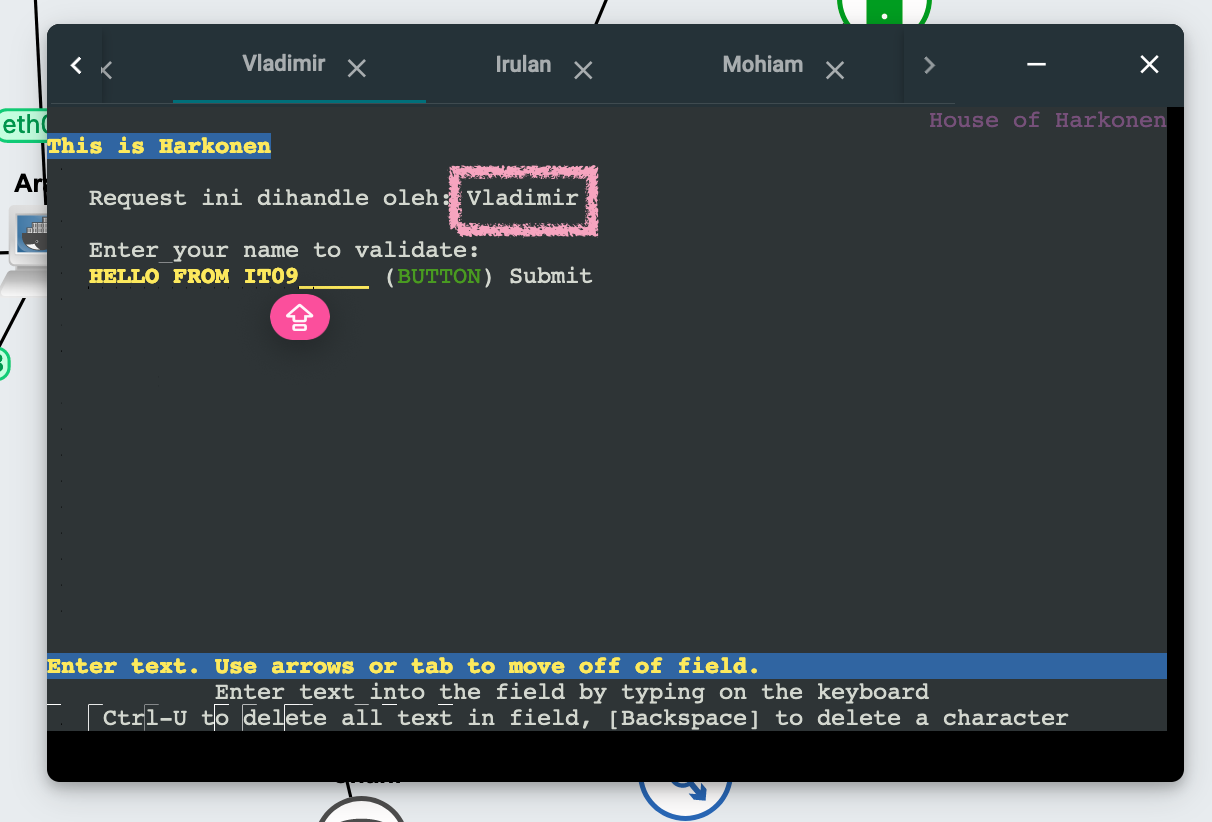 Vladimir
Irulan
Mohiam
House of Harkonen
This is Harkonen
Request ini dihandle oleh: Vladimir
Enter your name to validate:
HELLO FROM IT09_____ (BUTTON) Submit
Enter text. Use arrows or tab to move off of field.
Enter text into the field by typing on the keyboard
Ctrl-U to delete all text in field, [Backspace] to delete a character